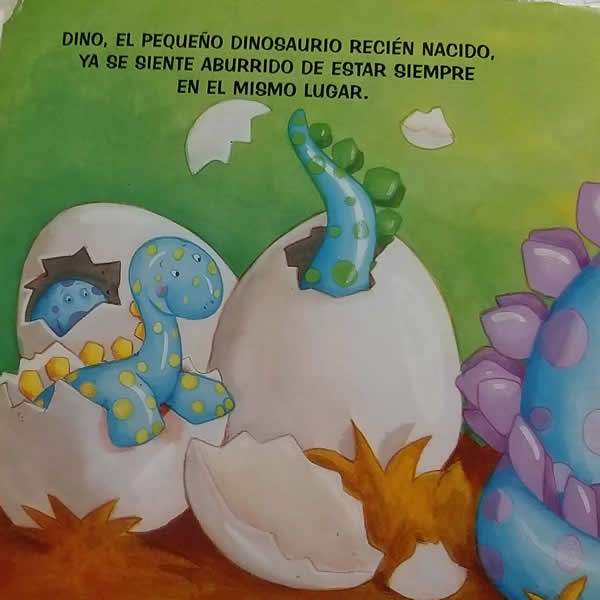 DINO, EL PEQUEÑO DINOSAURIO RECIÉN NACIDO,
YA SE SIENTE ABURRIDO DE ESTAR SIEMPRE
EN EL MISMO LUGAR.